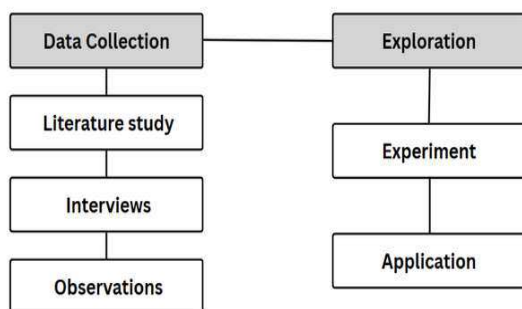 Data Collection
Literature study
Interviews
Observations
Exploration
Experiment
Application